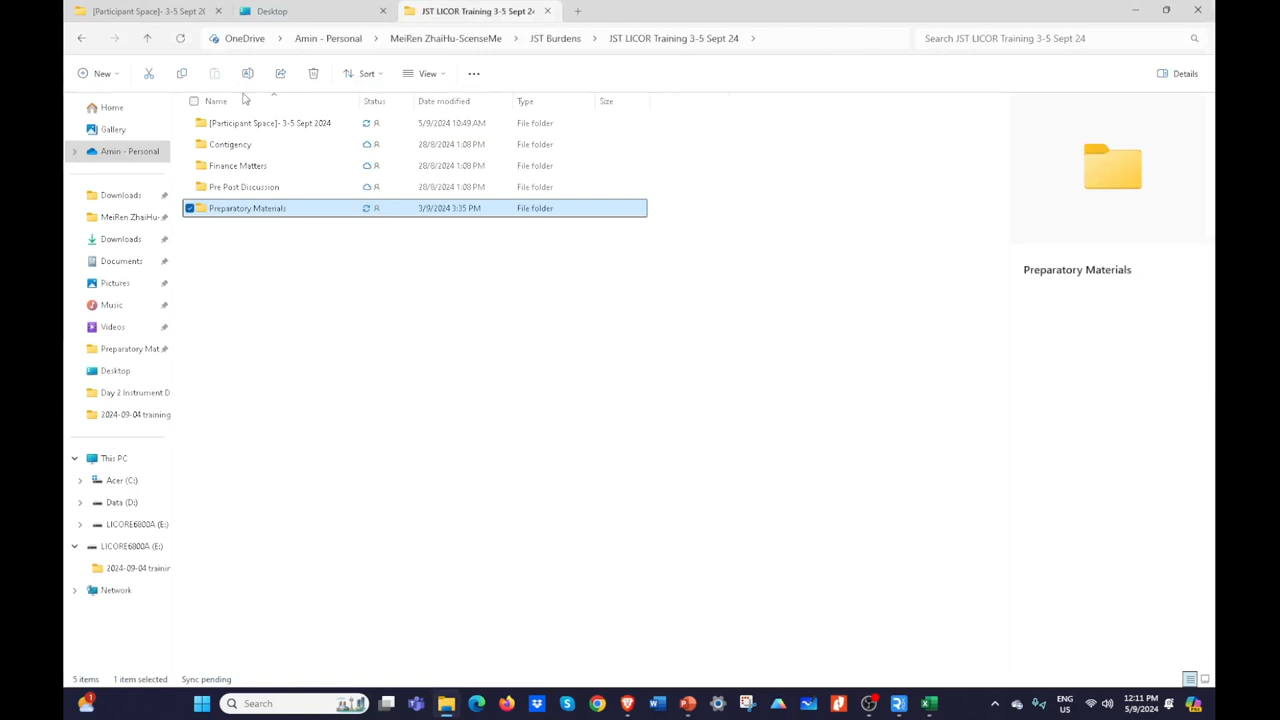 [Participant Space]- 3-5 Sept 20
Desktop
JST LICOR Training 3-5 Sept 24
OneDrive
Amin - Personal
MeiRen ZhaiHu-ScenseMe
JST Burdens
JST LICOR Training 3-5 Sept 24
Search JST LICOR Training 3-5 Sept 24
New
Sort
View
Details
Name Status Date modified Type Size
[Participant Space]- 3-5 Sept 2024 5/9/2024 10:49 AM File folder
Contigency 28/8/2024 1:08 PM File folder
Finance Matters 28/8/2024 1:08 PM File folder
Pre Post Discussion 28/8/2024 1:08 PM File folder
Preparatory Materials 3/9/2024 3:35 PM File folder
Home
Gallery
Amin - Personal
Downloads
MeiRen ZhaiHu-
Downloads
Documents
Pictures
Music
Videos
Preparatory Mat
Desktop
Day 2 Instrument D
2024-09-04 training
This PC
Acer (C:)
Data (D:)
LICORE6800A (E:)
LICORE6800A (E:)
2024-09-04 trainin
Network
Preparatory Materials
5 items 1 item selected Sync pending
1
Search
ENG
US
12:11 PM
5/9/2024